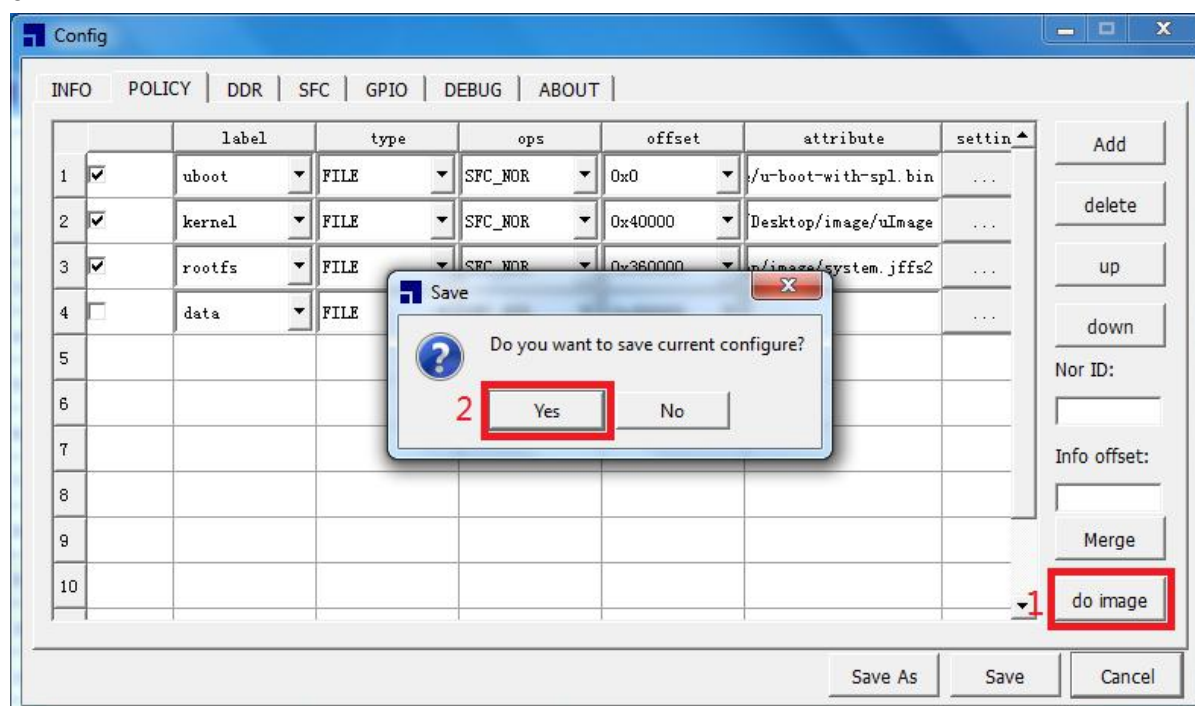 Config
INFO POLICY DDR SFC GPIO DEBUG ABOUT
label type ops offset attribute settin
1 uboot FILE SFC_NOR 0x0 /u-boot-with-spl.bin ...
2 kernel FILE SFC_NOR 0x40000 Desktop/image/uImage ...
3 rootfs FILE SFC_NOR 0x360000 p/image/system.jffs2 ...
4 data FILE ...
5
6
7
8
9
10
Save
Do you want to save current configure?
2 Yes No
Add
delete
up
down
Nor ID:
Info offset:
Merge
1 do image
Save As Save Cancel